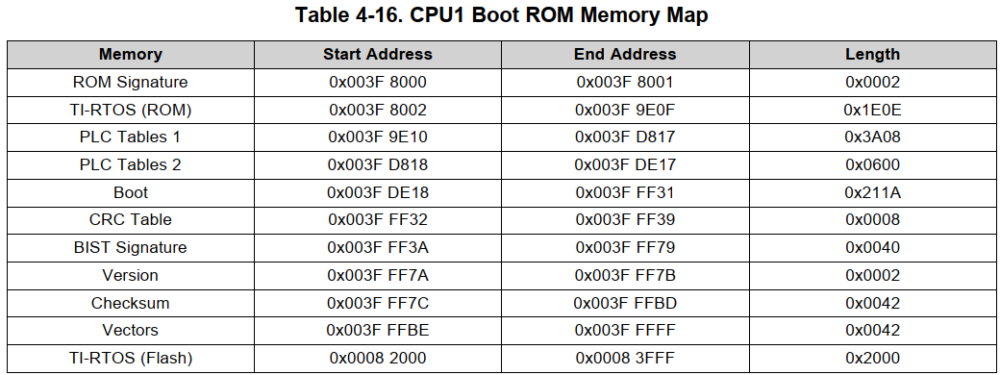 Table 4-16. CPU1 Boot ROM Memory Map
Memory Start Address End Address Length
ROM Signature 0x003F 8000 0x003F 8001 0x0002
TI-RTOS (ROM) 0x003F 8002 0x003F 9E0F 0x1E0E
PLC Tables 1 0x003F 9E10 0x003F D817 0x3A08
PLC Tables 2 0x003F D818 0x003F DE17 0x0600
Boot 0x003F DE18 0x003F FF31 0x211A
CRC Table 0x003F FF32 0x003F FF39 0x0008
BIST Signature 0x003F FF3A 0x003F FF79 0x0040
Version 0x003F FF7A 0x003F FF7B 0x0002
Checksum 0x003F FF7C 0x003F FFBD 0x0042
Vectors 0x003F FFBE 0x003F FFFF 0x0042
TI-RTOS (Flash) 0x0008 2000 0x0008 3FFF 0x2000